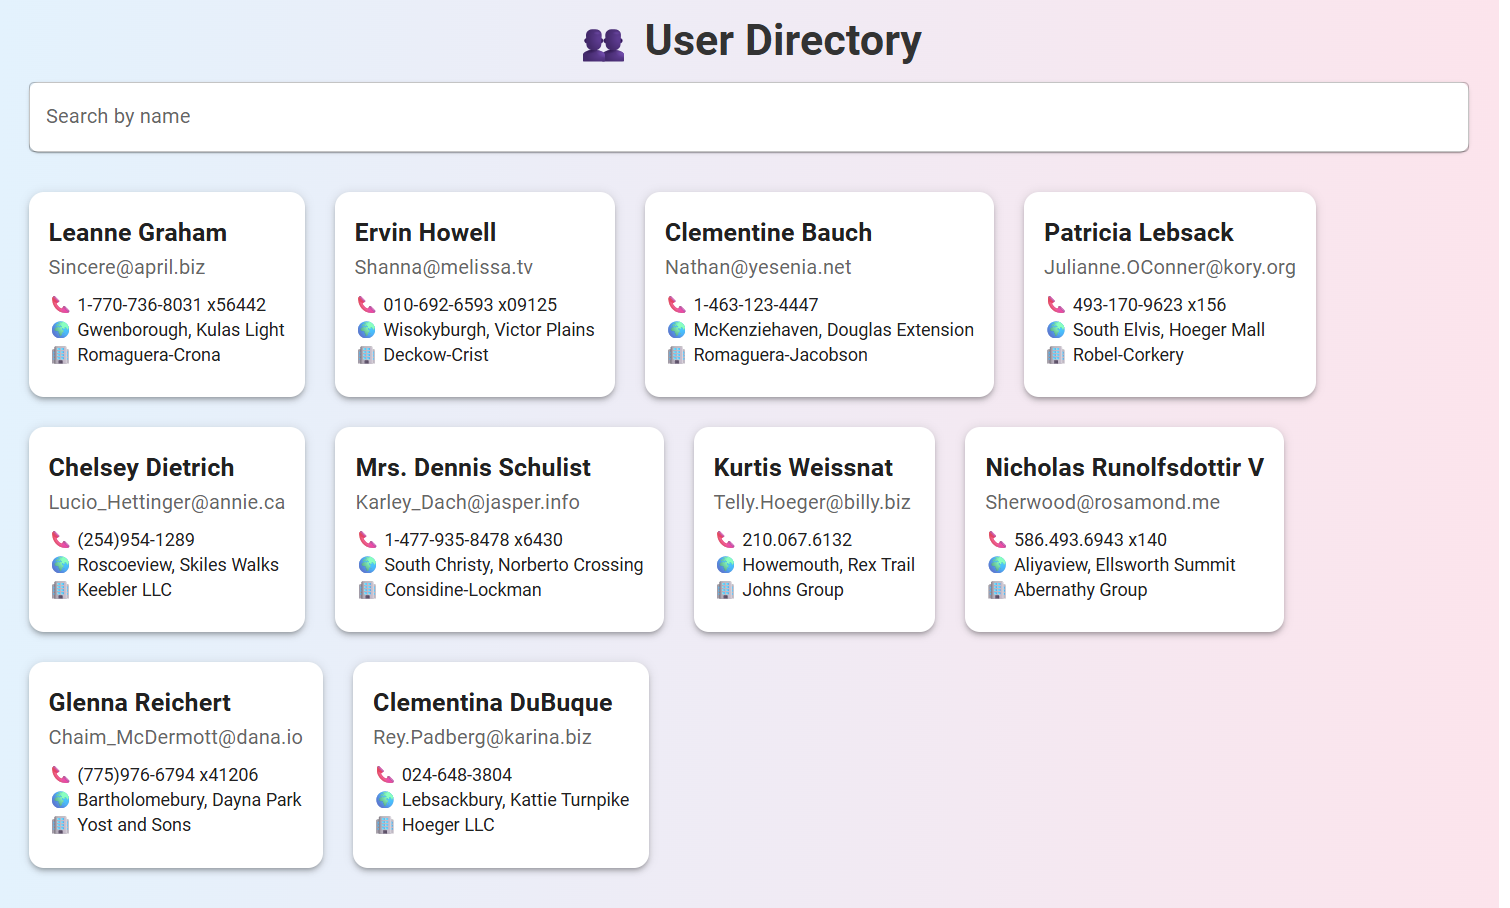 User Directory
Search by name
Leanne Graham
Sincere@april.biz
1-770-736-8031 x56442
Gwenborough, Kulas Light
Romaguera-Crona
Ervin Howell
Shanna@melissa.tv
010-692-6593 x09125
Wisokyburgh, Victor Plains
Deckow-Crist
Clementine Bauch
Nathan@yesenia.net
1-463-123-4447
McKenziehaven, Douglas Extension
Romaguera-Jacobson
Patricia Lebsack
Julianne.OConner@kory.org
493-170-9623 x156
South Elvis, Hoeger Mall
Robel-Corkery
Chelsey Dietrich
Lucio_Hettinger@annie.ca
(254)954-1289
Roscoeview, Skiles Walks
Keebler LLC
Mrs. Dennis Schulist
Karley_Dach@jasper.info
1-477-935-8478 x6430
South Christy, Norberto Crossing
Considine-Lockman
Kurtis Weissnat
Telly.Hoeger@billy.biz
210.067.6132
Howemouth, Rex Trail
Johns Group
Nicholas Runolfsdottir V
Sherwood@rosamond.me
586.493.6943 x140
Aliyaview, Ellsworth Summit
Abernathy Group
Glenna Reichert
Chaim_McDermott@dana.io
(775)976-6794 x41206
Bartholomebury, Dayna Park
Yost and Sons
Clementina DuBuque
Rey.Padberg@karina.biz
024-648-3804
Lebsackbury, Kattie Turnpike
Hoeger LLC